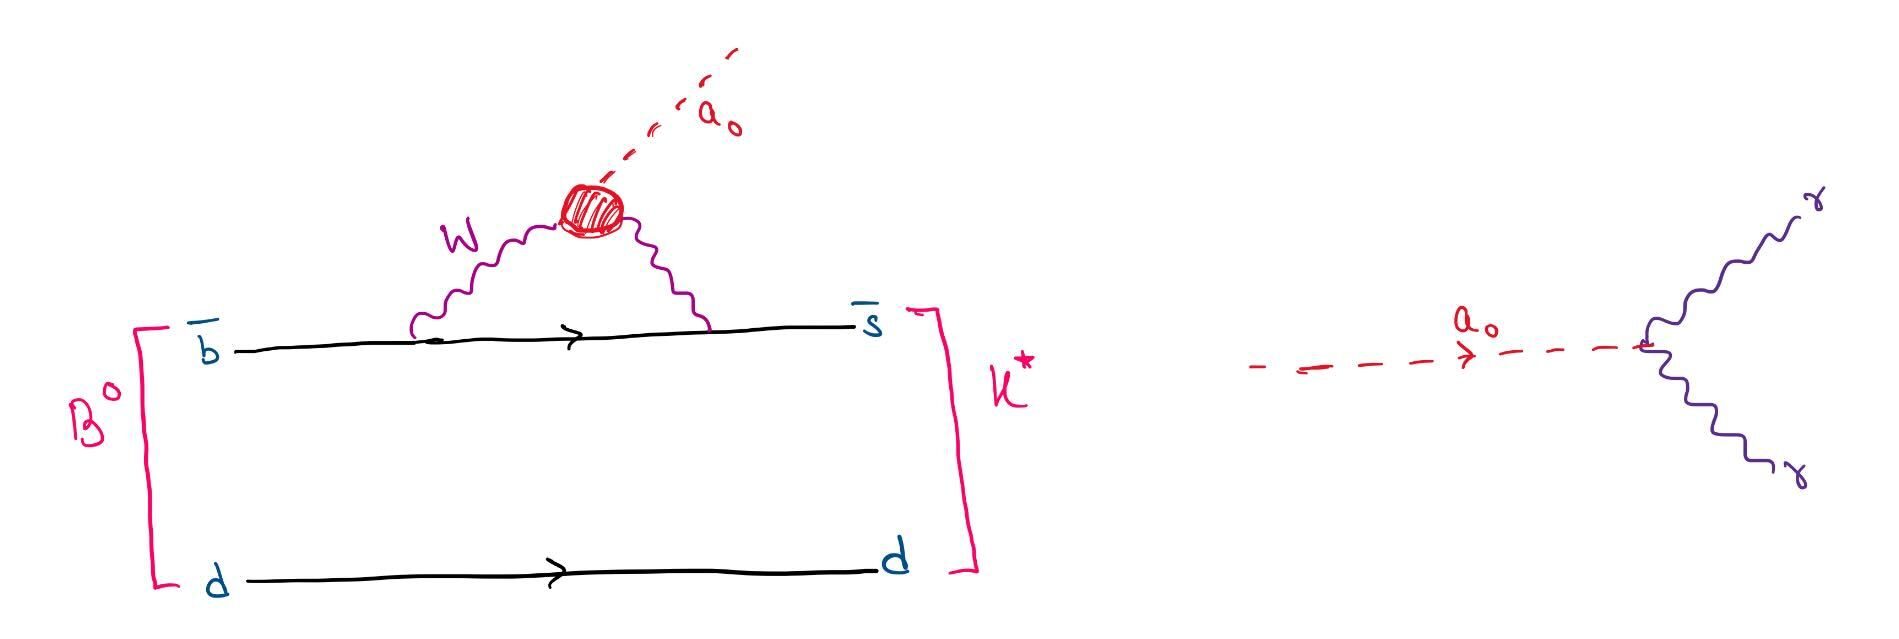 a₀
W
b̅
s̅
B⁰
K*
d
d
a₀
γ
γ